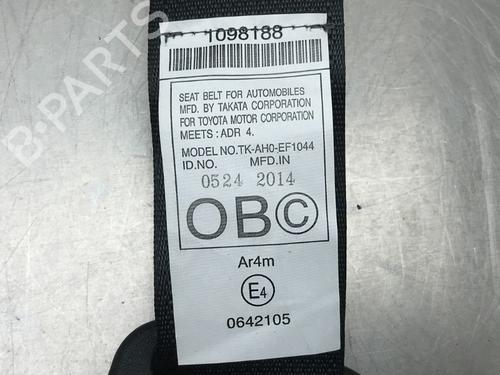 1098188
SEAT BELT FOR AUTOMOBILES
MFD. BY TAKATA CORPORATION
FOR TOYOTA MOTOR CORPORATION
MEETS : ADR 4.
MODEL NO.TK-AH0-EF1044
ID.NO. MFD.IN
0524 2014
OB©
Ar4m
E4
0642105
B-PARTS